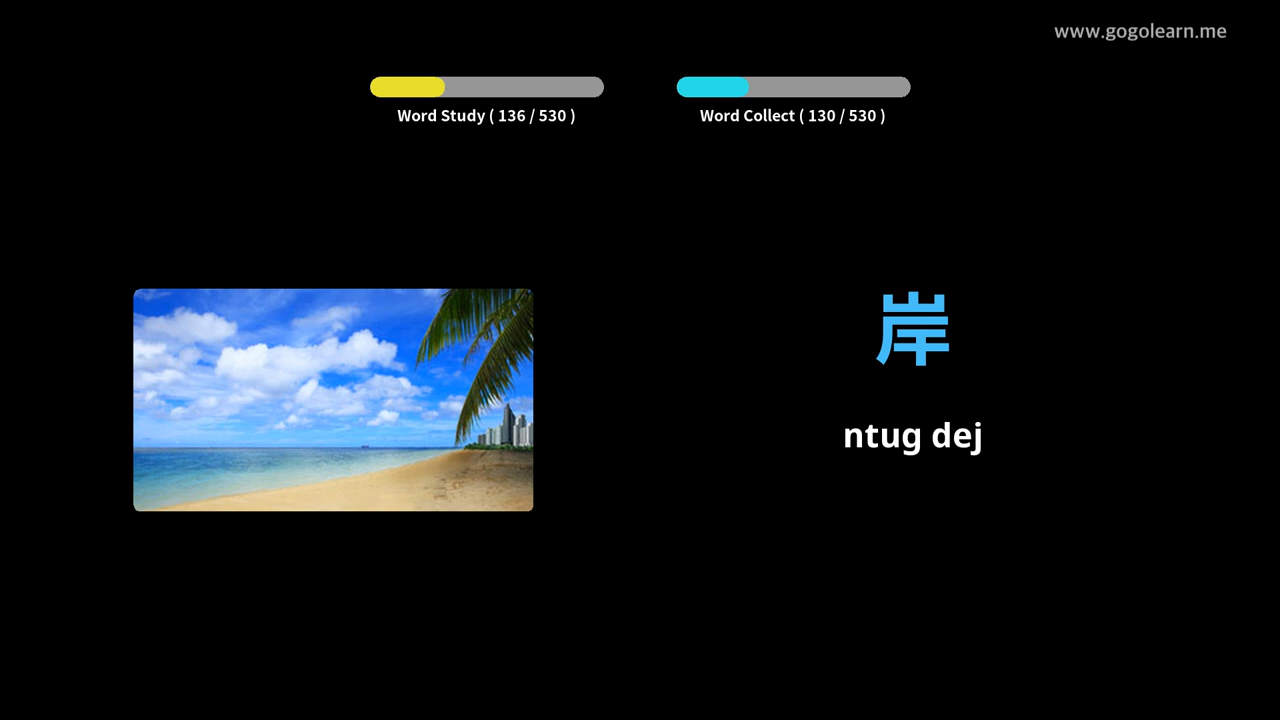 www.gogolearn.me
Word Study ( 136 / 530 )
Word Collect ( 130 / 530 )
岸
ntug dej